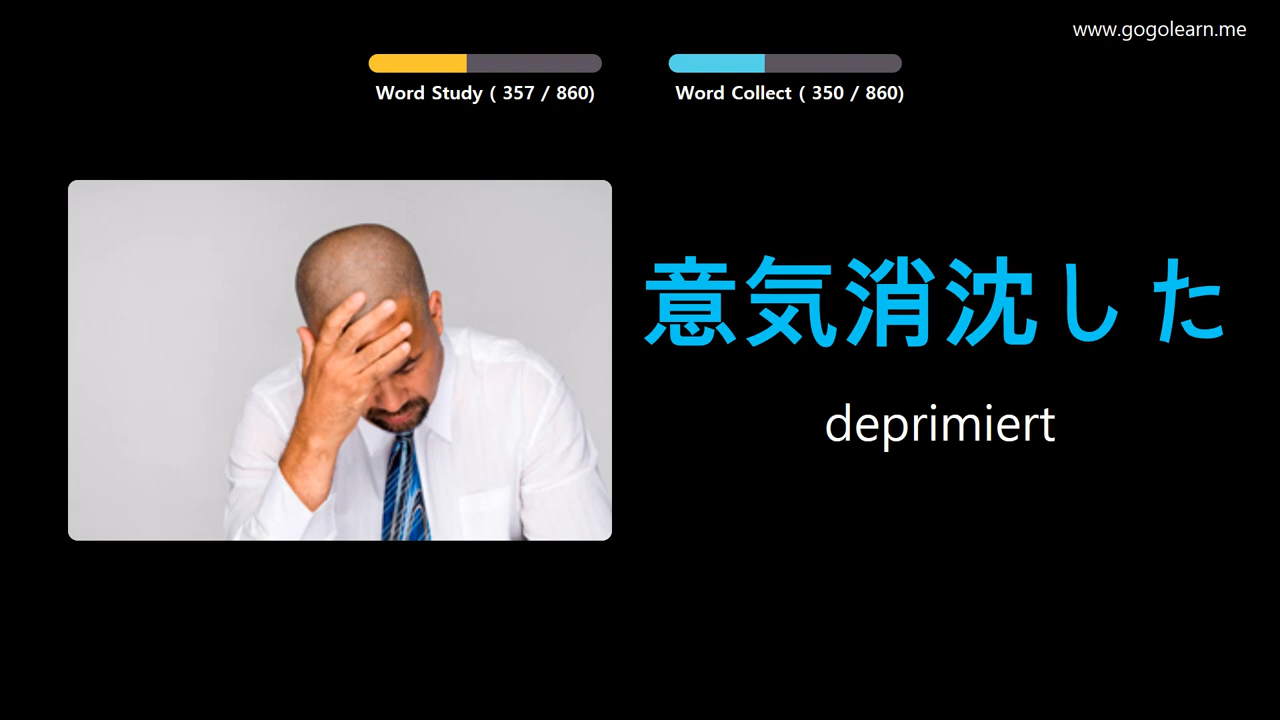 www.gogolearn.me
Word Study ( 357 / 860)
Word Collect ( 350 / 860)
意気消沈した
deprimiert